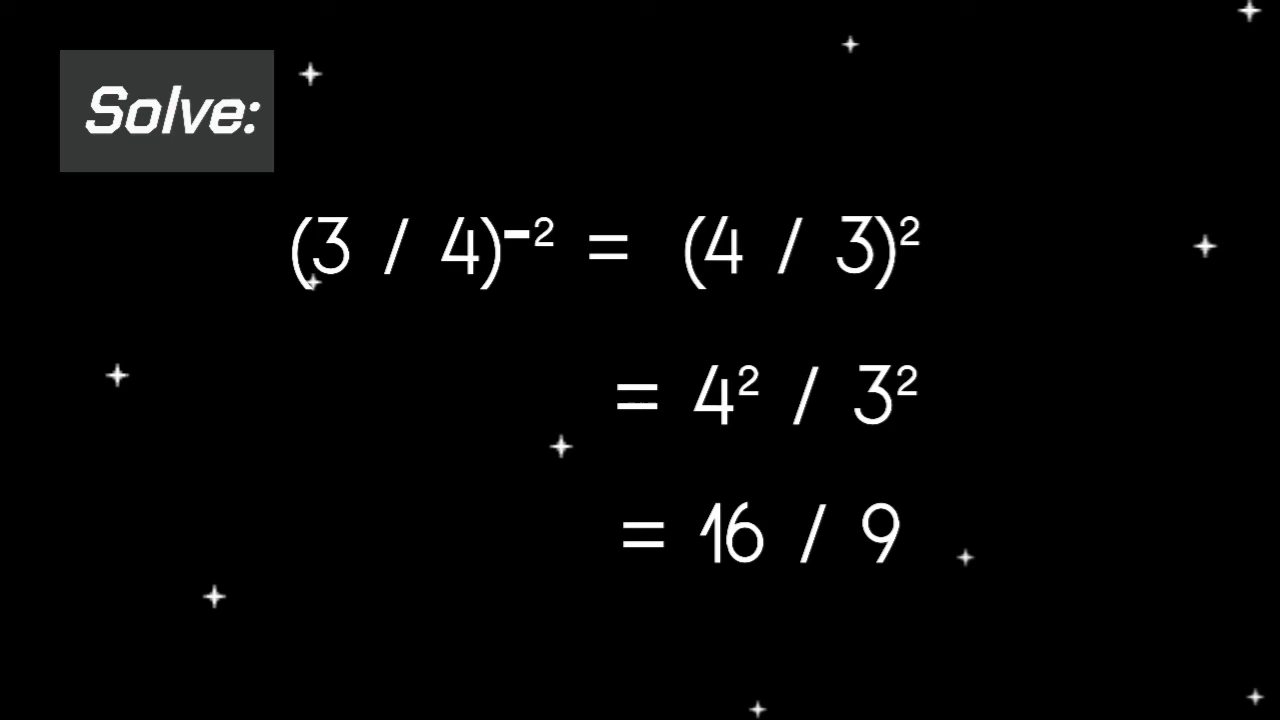 Solve:
(3 / 4)⁻² = (4 / 3)²
= 4² / 3²
= 16 / 9